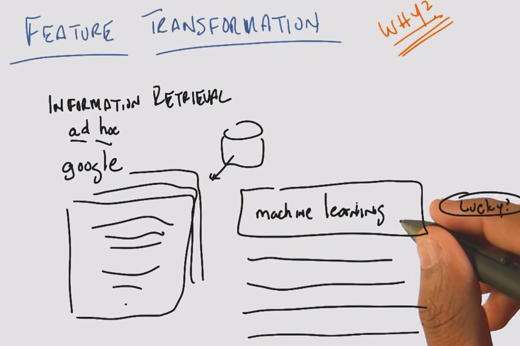 FEATURE TRANSFORMATION
WHY?
INFORMATION RETRIEVAL
ad hoc
google
machine learning
Lucky?